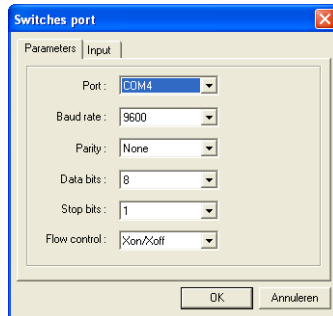 Switches port
Parameters Input
Port : COM4
Baud rate : 9600
Parity : None
Data bits : 8
Stop bits : 1
Flow control : Xon/Xoff
OK Annuleren